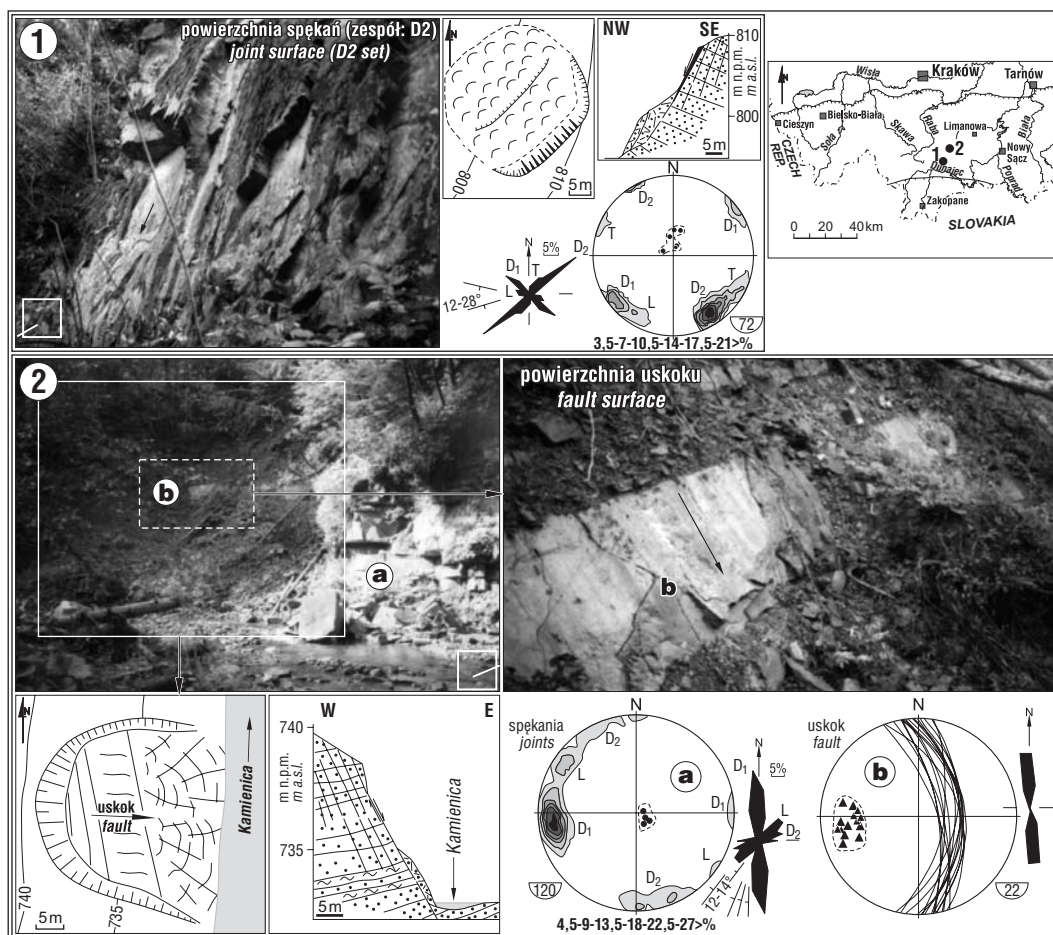 1
powierzchnia spękań (zespół: D2)
joint surface (D2 set)
N
800
810
5m
NW
SE
m n.p.m.
m a.s.l.
810
800
5m
N
D₁
T
5%
D₂
L
12-28°
N
D₂
T
D₁
D₁
L
D₂
T
72
3,5-7-10,5-14-17,5-21>%
N
Wisła
Kraków
Tarnów
Cieszyn
Bielsko-Biała
Soła
Skawa
Raba
Limanowa
Biała
1
2
Nowy
Sącz
Dunajec
Poprad
CZECH
REP.
Zakopane
SLOVAKIA
0
20
40km
2
b
a
powierzchnia uskoku
fault surface
b
N
uskok
fault
Kamienica
740
735
5m
W
E
m n.p.m.
m a.s.l.
740
735
Kamienica
5m
spękania
joints
N
D₂
L
D₁
a
D₁
L
D₂
120
4,5-9-13,5-18-22,5-27>%
N
D₁
5%
L
D₂
12-14°
uskok
fault
N
b
22
N